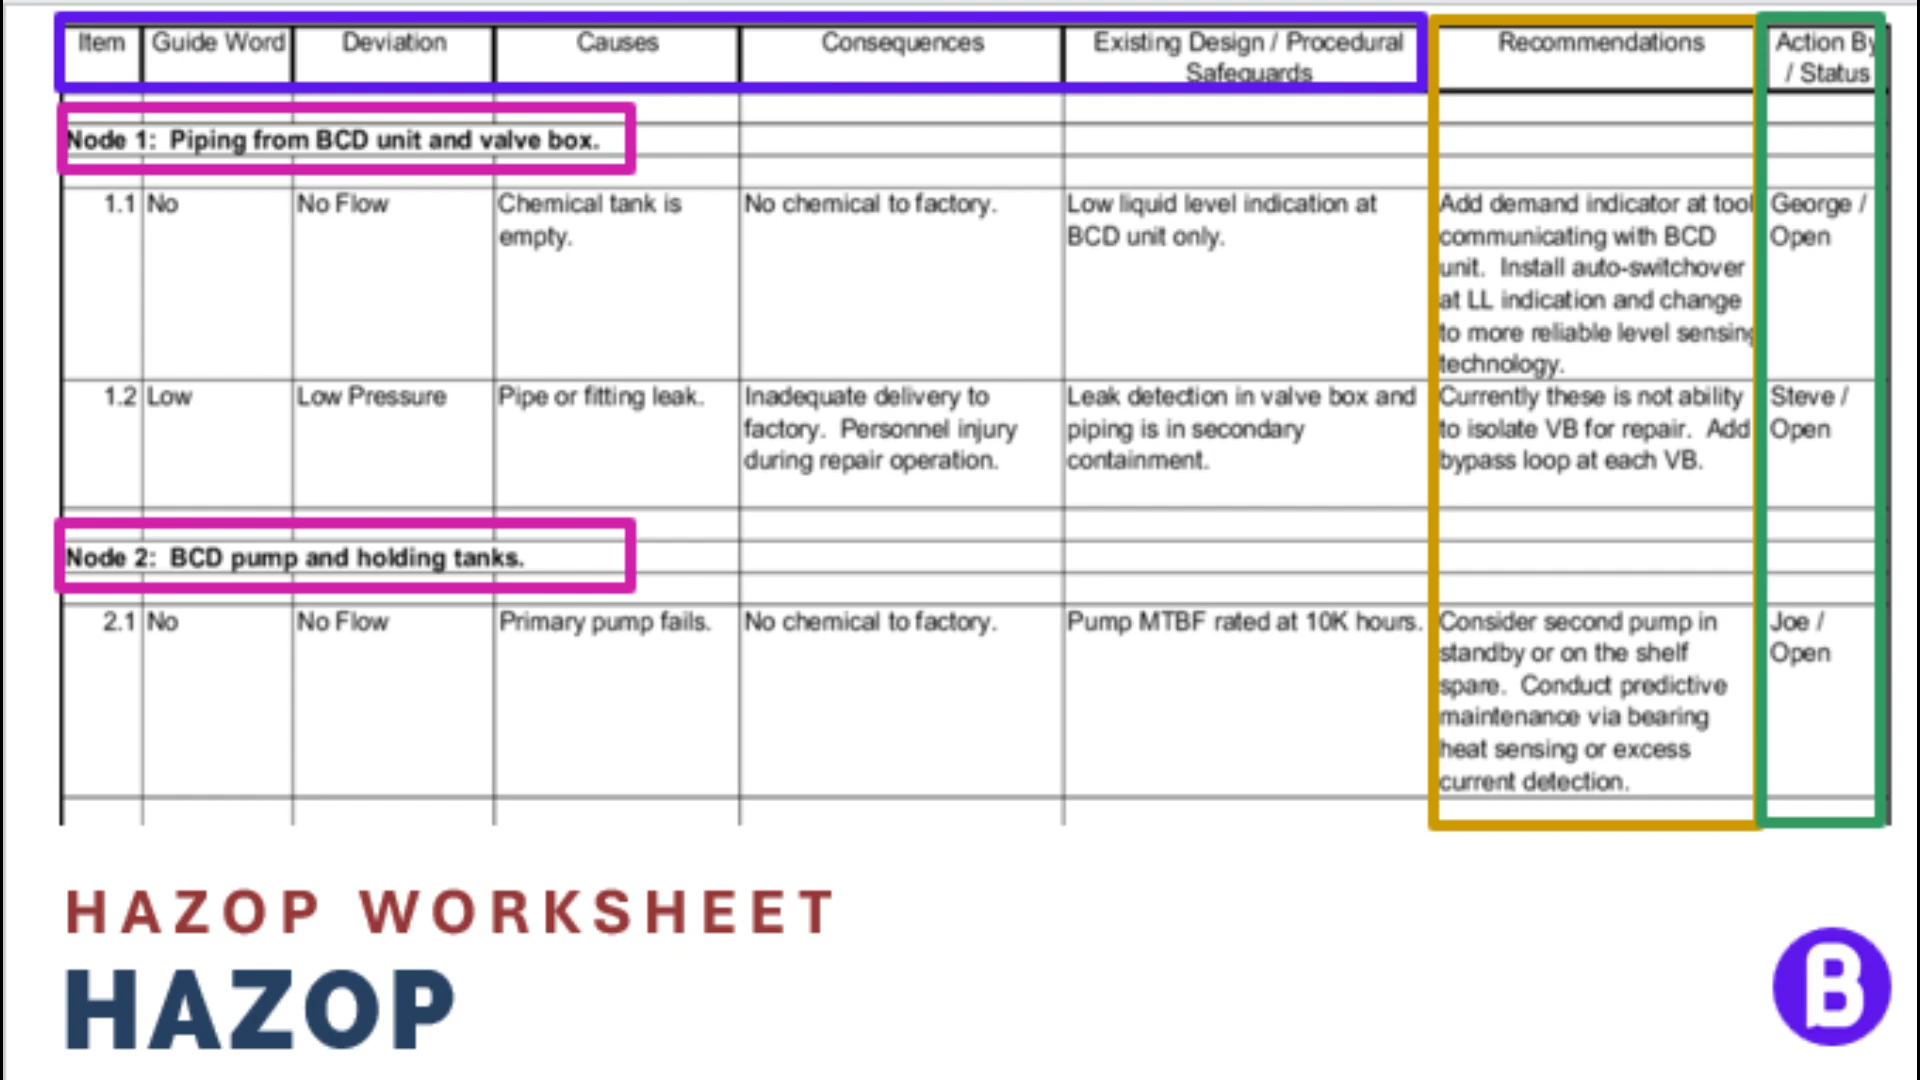 Item Guide Word Deviation Causes Consequences Existing Design / Procedural Safeguards Recommendations Action By / Status
Node 1:  Piping from BCD unit and valve box.
1.1 No No Flow Chemical tank is empty. No chemical to factory. Low liquid level indication at BCD unit only. Add demand indicator at tool communicating with BCD unit.  Install auto-switchover at LL indication and change to more reliable level sensing technology. George / Open
1.2 Low Low Pressure Pipe or fitting leak. Inadequate delivery to factory.  Personnel injury during repair operation. Leak detection in valve box and piping is in secondary containment. Currently these is not ability to isolate VB for repair.  Add bypass loop at each VB. Steve / Open
Node 2:  BCD pump and holding tanks.
2.1 No No Flow Primary pump fails. No chemical to factory. Pump MTBF rated at 10K hours. Consider second pump in standby or on the shelf spare.  Conduct predictive maintenance via bearing heat sensing or excess current detection. Joe / Open
HAZOP WORKSHEET
HAZOP
B